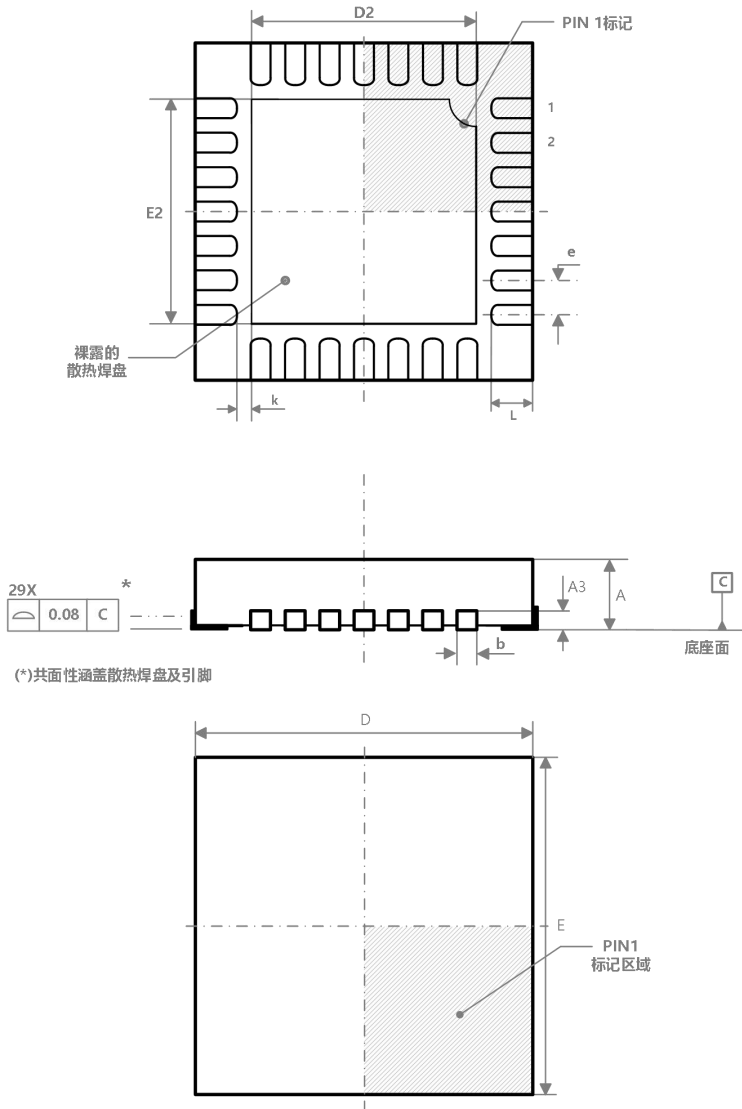 D2
PIN 1标记
1
2
E2
e
裸露的
散热焊盘
k
L
29X
*
0.08
C
A3
A
C
b
底座面
(*)共面性涵盖散热焊盘及引脚
D
E
PIN1
标记区域